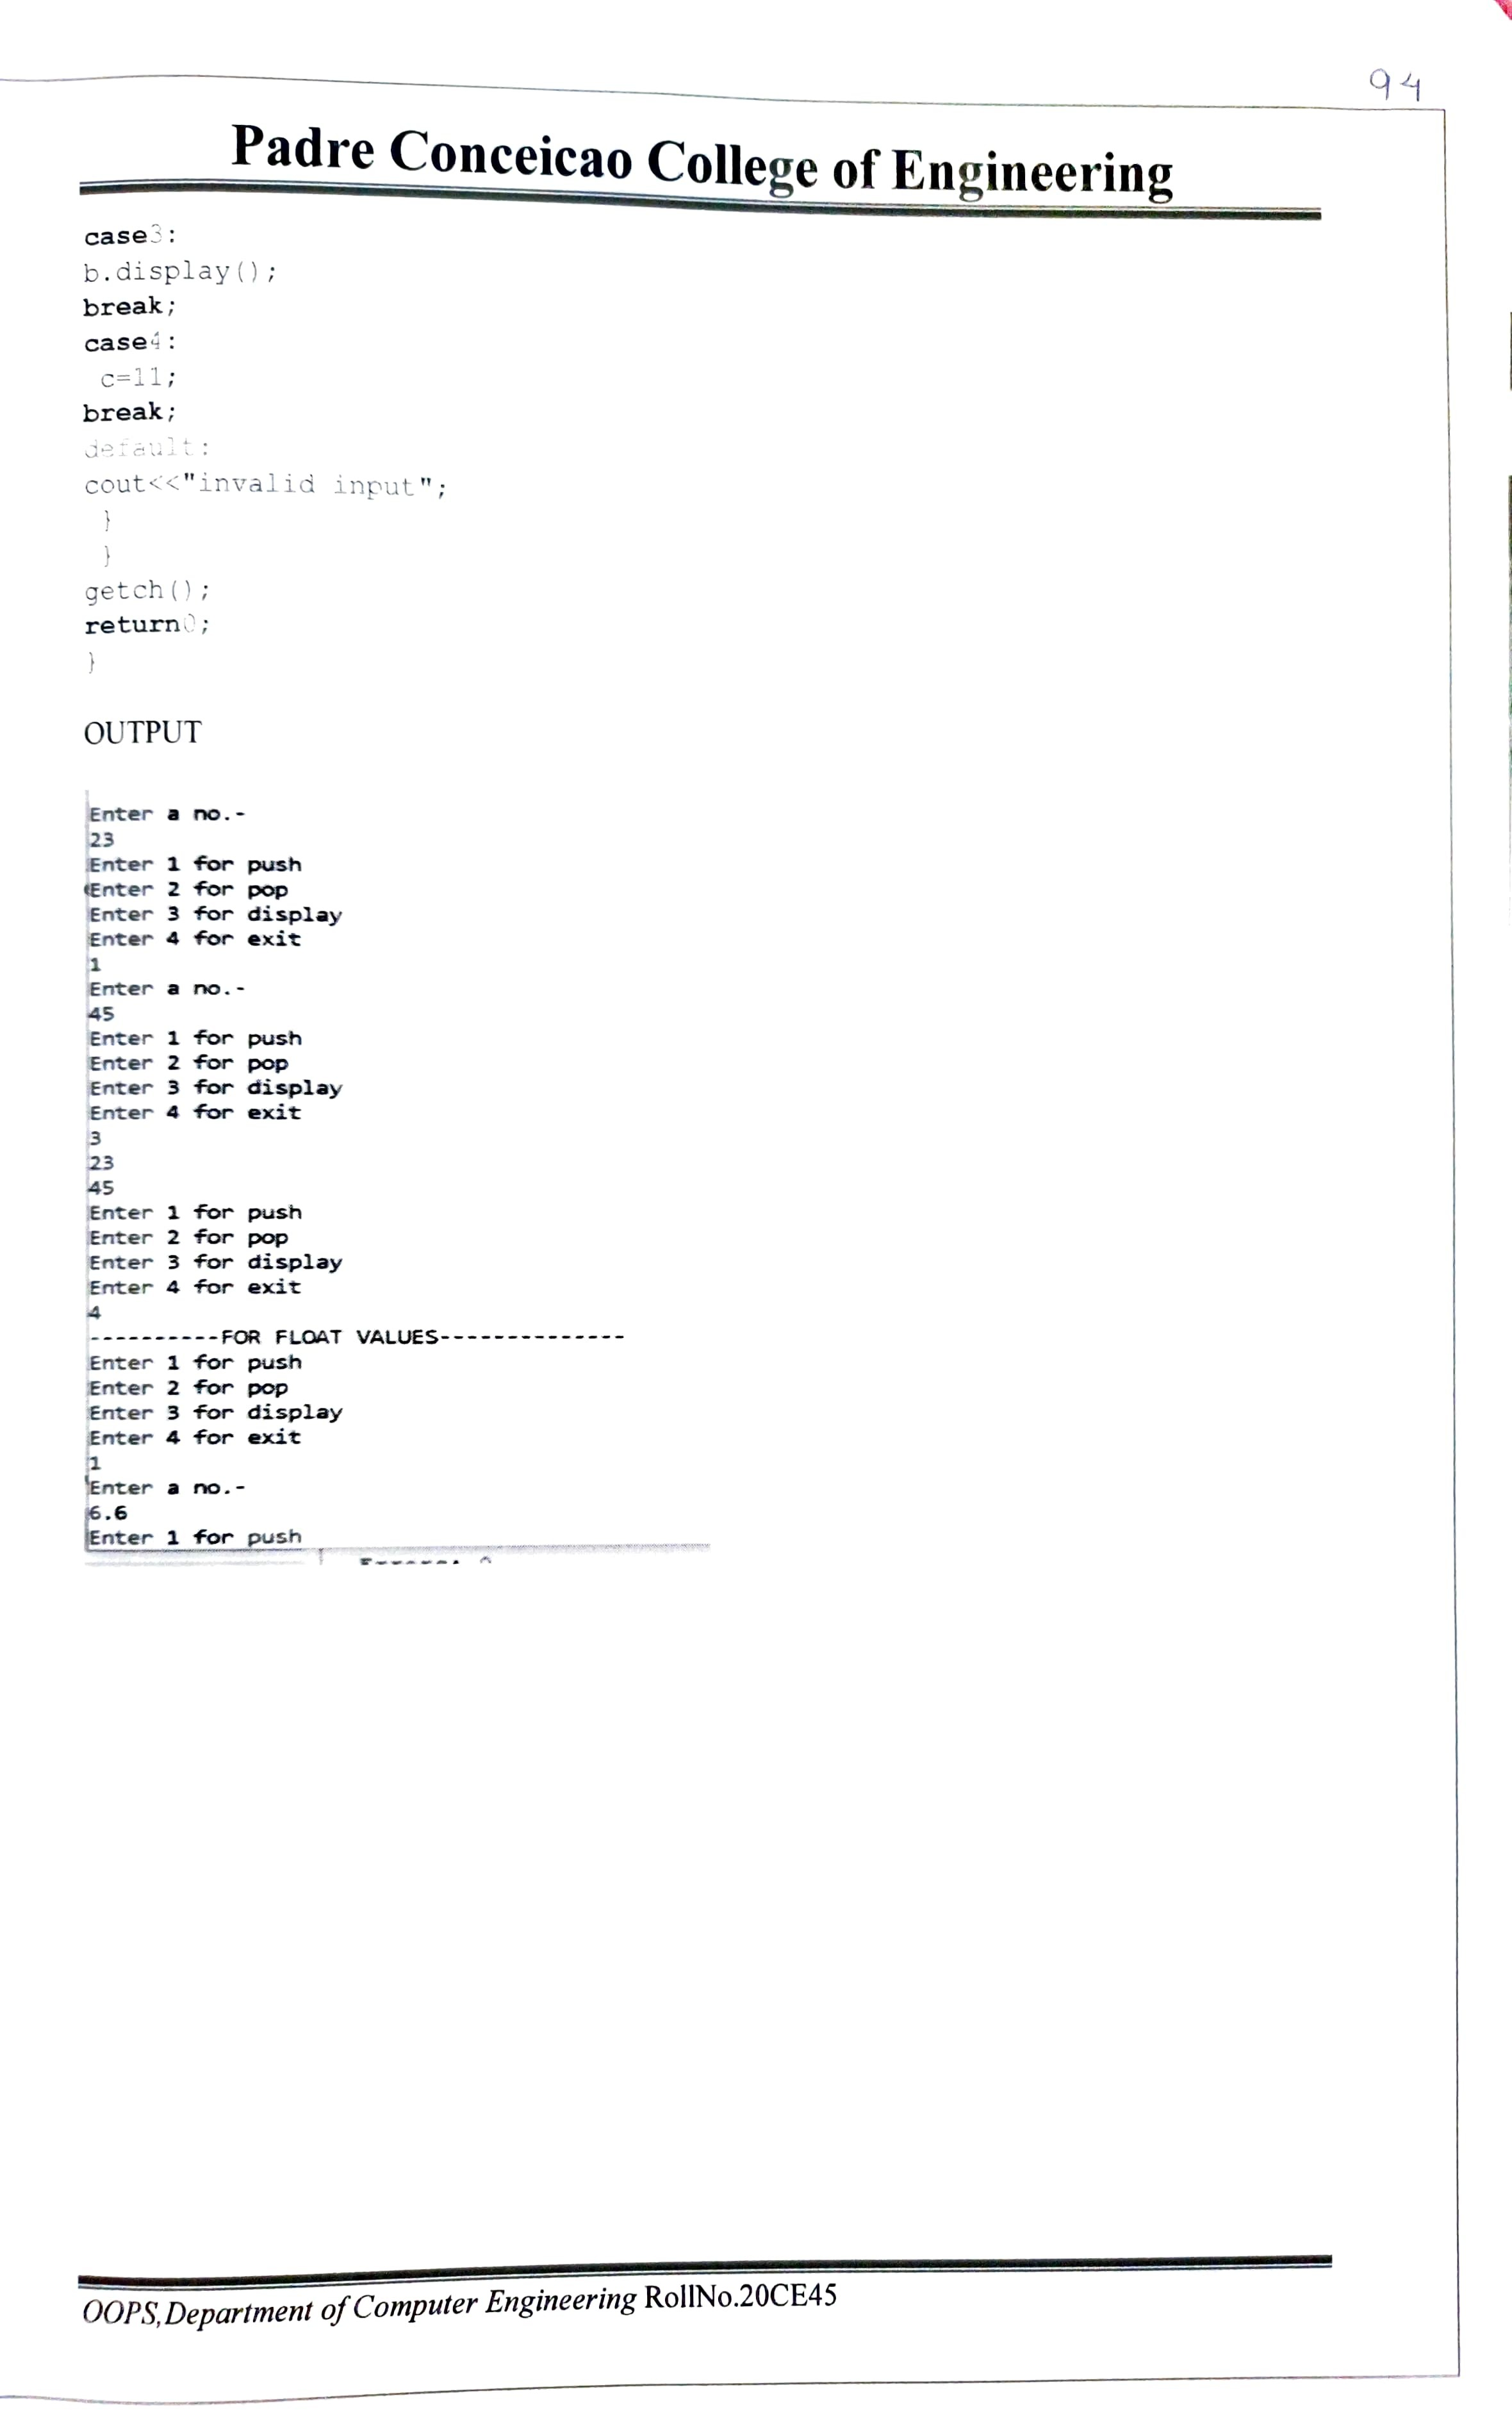 94
Padre Conceicao College of Engineering
case3:
b.display();
break;
case4:
c=11;
break;
default:
cout<<"invalid input";
}
}
getch();
return0;
}
OUTPUT
Enter a no.-
23
Enter 1 for push
Enter 2 for pop
Enter 3 for display
Enter 4 for exit
1
Enter a no.-
45
Enter 1 for push
Enter 2 for pop
Enter 3 for display
Enter 4 for exit
3
23
45
Enter 1 for push
Enter 2 for pop
Enter 3 for display
Enter 4 for exit
4
----------FOR FLOAT VALUES--------------
Enter 1 for push
Enter 2 for pop
Enter 3 for display
Enter 4 for exit
1
Enter a no.-
6.6
Enter 1 for push
OOPS,Department of Computer Engineering RollNo.20CE45